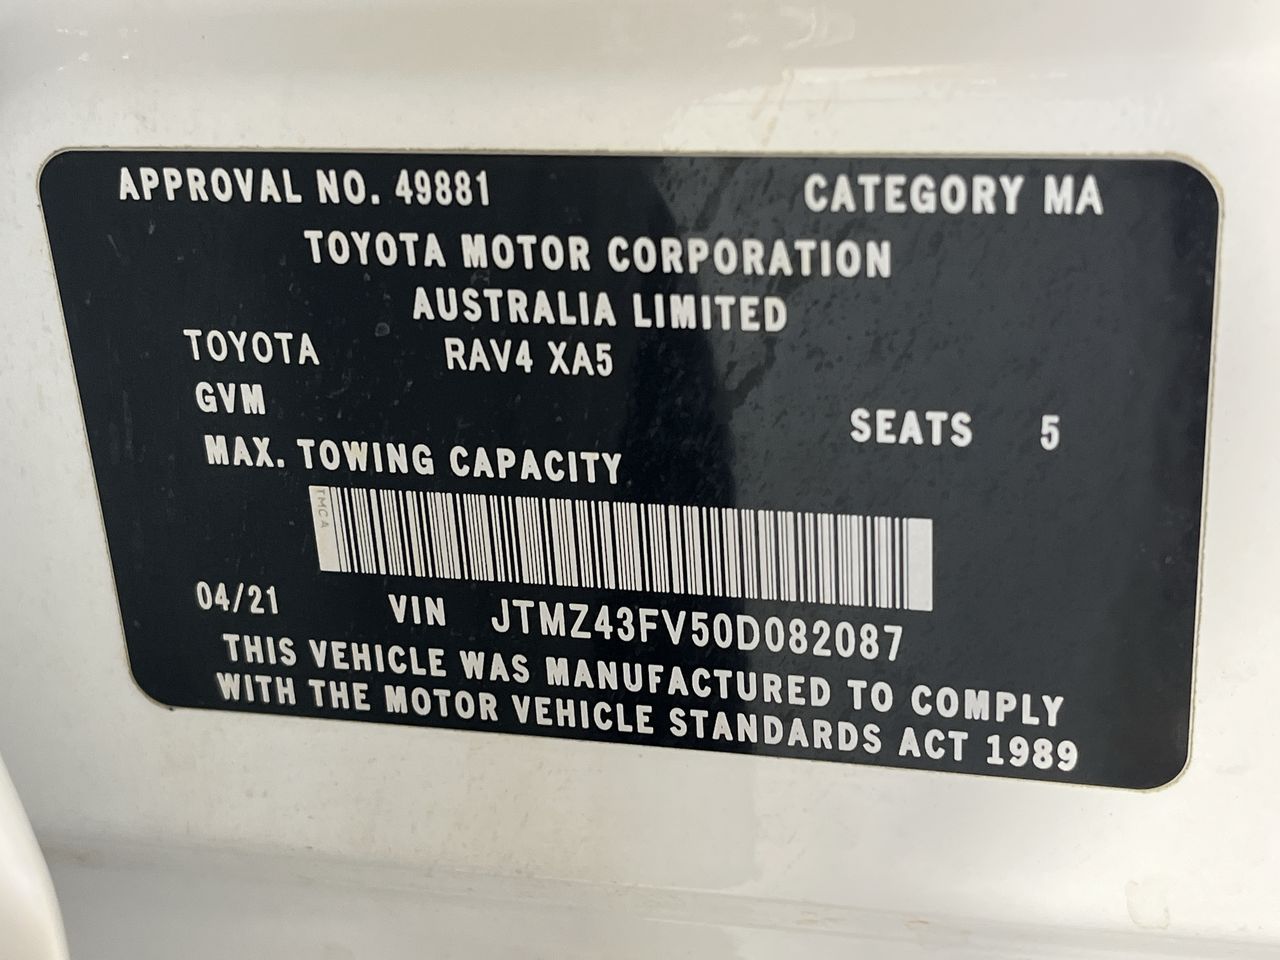 APPROVAL NO. 49881 CATEGORY MA
TOYOTA MOTOR CORPORATION
AUSTRALIA LIMITED
TOYOTA RAV4 XA5
GVM
SEATS 5
MAX. TOWING CAPACITY
TMCA
04/21 VIN JTMZ43FV50D082087
THIS VEHICLE WAS MANUFACTURED TO COMPLY
WITH THE MOTOR VEHICLE STANDARDS ACT 1989